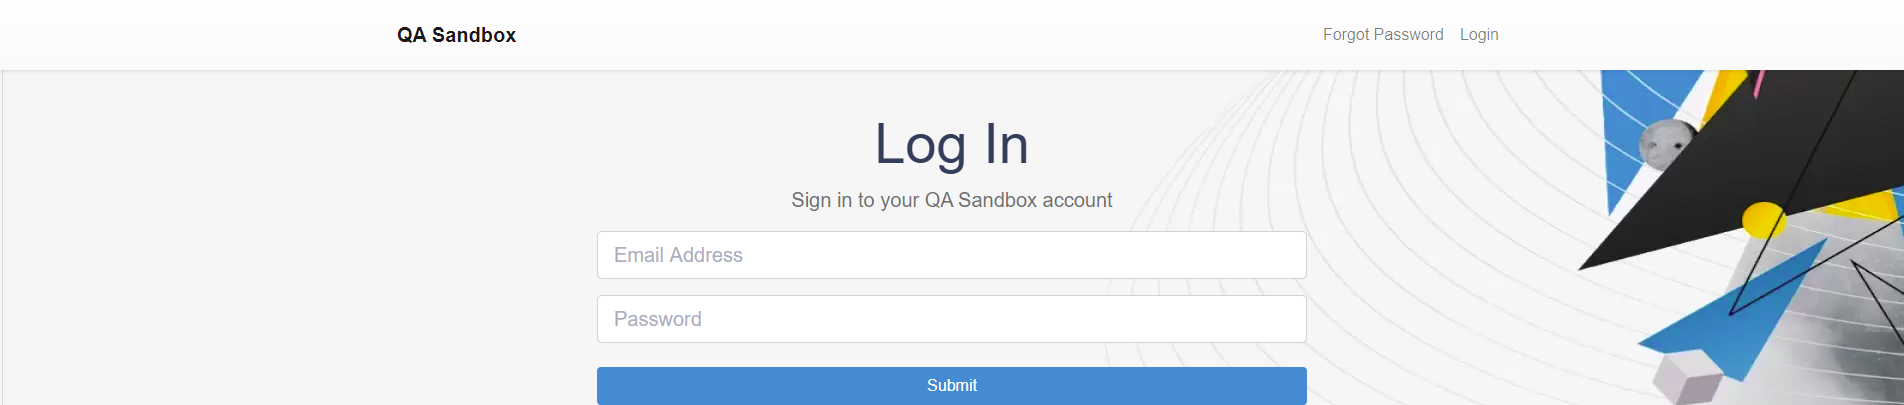 QA Sandbox
Forgot Password Login
Log In
Sign in to your QA Sandbox account
Email Address
Password
Submit